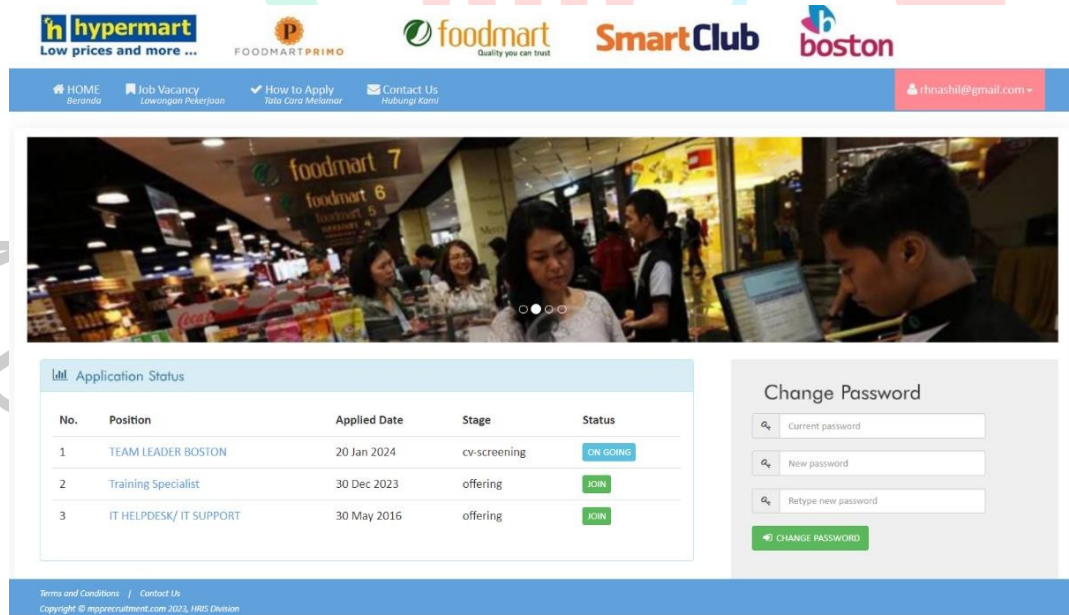 h hypermart
Low prices and more ...
P
FOODMARTPRIMO
foodmart
Quality you can trust
SmartClub
b
boston
HOME
Beranda
Job Vacancy
Lowongan Pekerjaan
How to Apply
Tata Cara Melamar
Contact Us
Hubungi Kami
rhnashil@gmail.com
foodmart 7
foodmart 6
foodmart 5
Coca
Application Status
No. Position Applied Date Stage Status
1 TEAM LEADER BOSTON 20 Jan 2024 cv-screening ON GOING
2 Training Specialist 30 Dec 2023 offering JOIN
3 IT HELPDESK/ IT SUPPORT 30 May 2016 offering JOIN
Change Password
Current password
New password
Retype new password
CHANGE PASSWORD
Terms and Conditions | Contact Us
Copyright © mpprecruitment.com 2023, HRIS Division